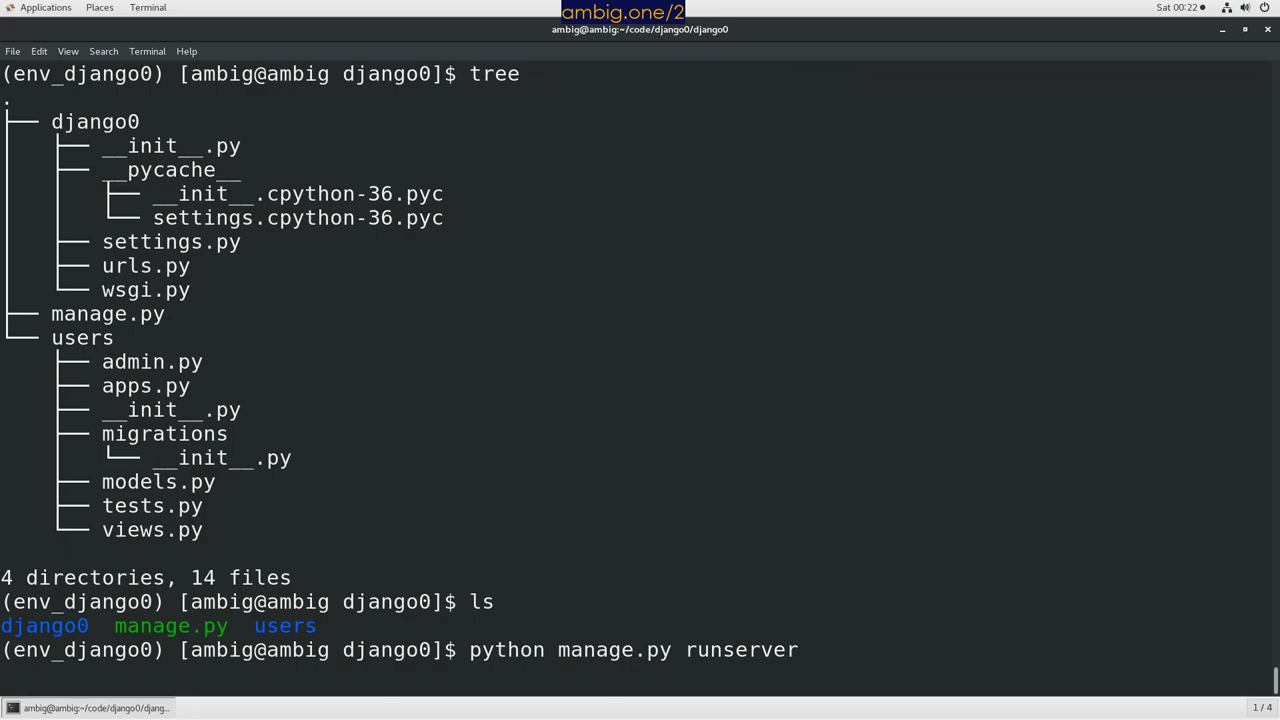 Applications Places Terminal ambig.one/2 Sat 00:22
ambig@ambig:~/code/django0/django0
File Edit View Search Terminal Help
(env_django0) [ambig@ambig django0]$ tree
.
├── django0
│   ├── __init__.py
│   ├── __pycache__
│   │   ├── __init__.cpython-36.pyc
│   │   └── settings.cpython-36.pyc
│   ├── settings.py
│   ├── urls.py
│   └── wsgi.py
├── manage.py
└── users
    ├── admin.py
    ├── apps.py
    ├── __init__.py
    ├── migrations
    │   └── __init__.py
    ├── models.py
    ├── tests.py
    └── views.py
4 directories, 14 files
(env_django0) [ambig@ambig django0]$ ls
django0 manage.py users
(env_django0) [ambig@ambig django0]$ python manage.py runserver
ambig@ambig:~/code/django0/djang... 1 / 4